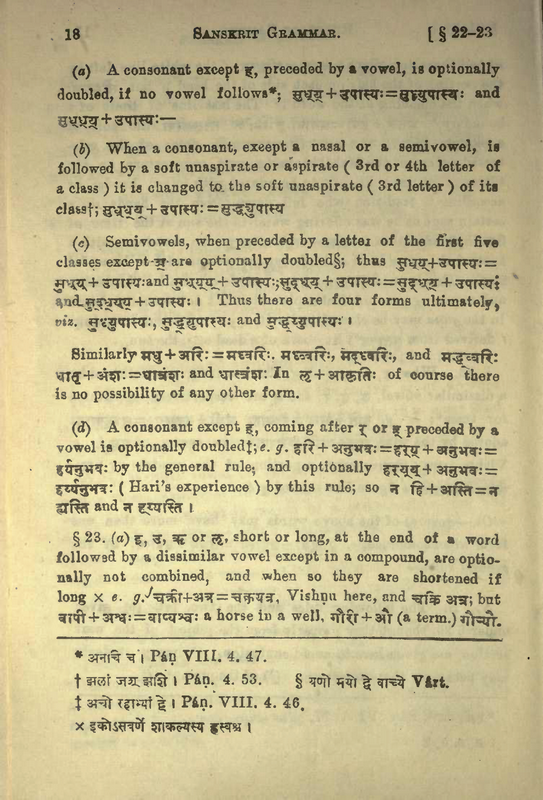 18 SANSKRIT GRAMMAR. [ § 22–23
(a) A consonant except ह्, preceded by a vowel, is optionally
doubled, if no vowel follows*; सुध्य् + उपास्यः=सुध्युपास्यः and
सुध्ध्य् + उपास्यः—
(b) When a consonant, except a nasal or a semivowel, is
followed by a soft unaspirate or aspirate ( 3rd or 4th letter of
a class ) it is changed to the soft unaspirate ( 3rd letter ) of its
class†; सुध्ध्य् + उपास्यः = सुद्ध्युपास्य
(c) Semivowels, when preceded by a letter of the first five
classes except ञ् are optionally doubled§; thus सुध्य्+उपास्यः=
सुध्य् + उपास्यः and सुध्य्य् + उपास्यः; सुद्ध्य् + उपास्यः =सुद्ध्य् + उपास्यः
and सुद्ध्य्य् + उपास्यः । Thus there are four forms ultimately,
viz. सुध्युपास्यः, सुद्ध्युपास्यः and सुद्ध्य्युपास्यः ।
Similarly मधु + अरिः = मध्वरिः. मध्व्वरिः, मद्ध्वरिः, and मद्ध्व्वरिः
धातृ + अंशः=धात्रंशः and धात्त्रंशः In लृ + आकृतिः of course there
is no possibility of any other form.
(d) A consonant except ह्, coming after र् or ह् preceded by a
vowel is optionally doubled‡; e. g. हरि + अनुभवः = हर्य् + अनुभवः=
हर्यनुभवः by the general rule; and optionally हर्य्य् + अनुभवः=
हर्य्यनुभवः ( Hari's experience ) by this rule; so न हि + अस्ति = न
ह्यस्ति and न ह्य्यस्ति ।
§ 23. (a) इ, उ, ऋ or लृ, short or long, at the end of a word
followed by a dissimilar vowel except in a compound, are optio-
nally not combined, and when so they are shortened if
long × e. g. चक्री+अत्र = चक्र्यत्र, Vishnu here, and चक्रि अत्र; but
वापी + अश्वः=वाप्यश्वः a horse in a well, गौरी + औ (a term.) गौर्यौ.
* अनचि च । Páṇ VIII. 4. 47.
† झलां जश् झशि । Páṇ. 4. 53. § यणो मयो द्वे वाच्ये Várt.
‡ अचो रहाभ्यां द्वे । Páṇ. VIII. 4. 46.
× इकोऽसवर्णे शाकल्यस्य ह्रस्वश्च ।